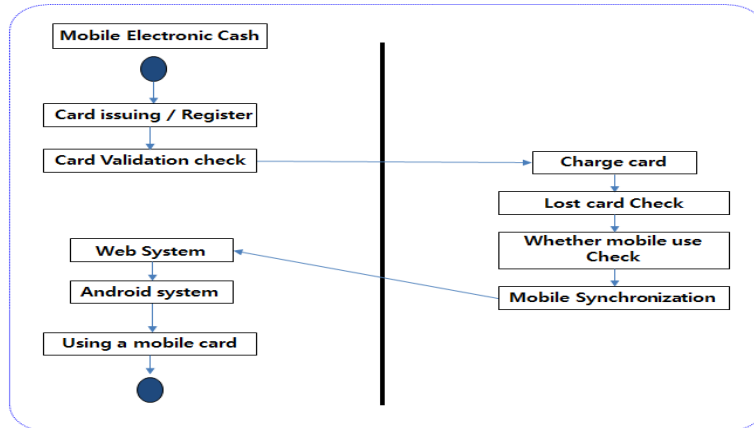 Mobile Electronic Cash
Card issuing / Register
Card Validation check
Charge card
Lost card Check
Whether mobile use
Check
Mobile Synchronization
Web System
Android system
Using a mobile card